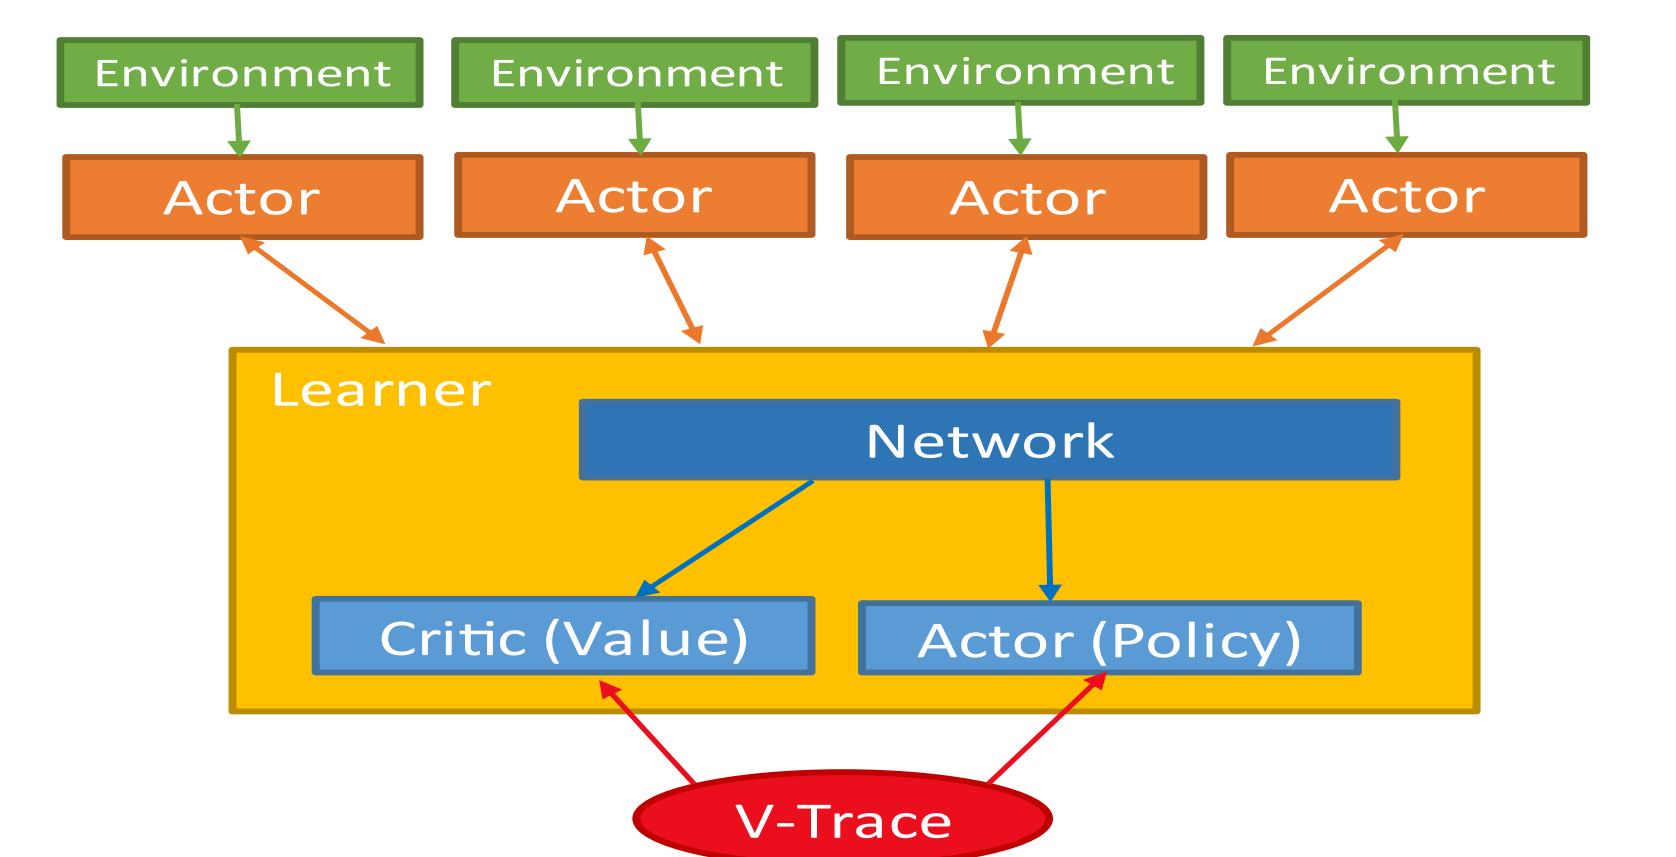 Environment
Environment
Environment
Environment
Actor
Actor
Actor
Actor
Learner
Network
Critic (Value)
Actor (Policy)
V-Trace